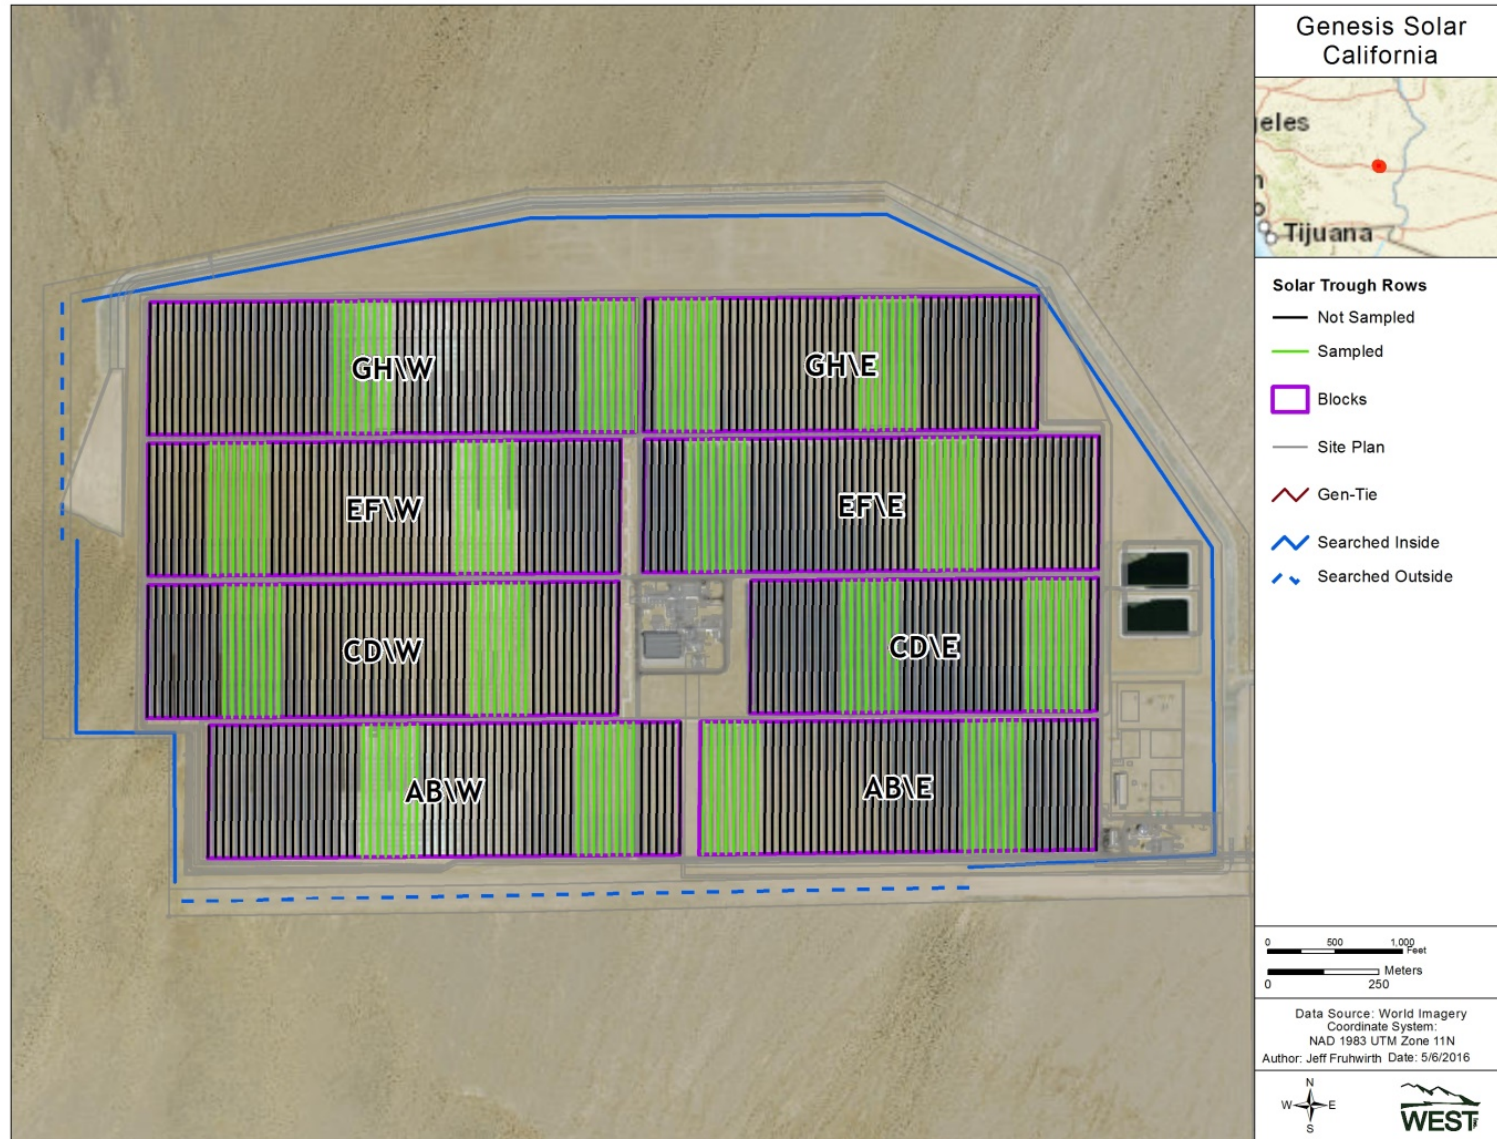 Genesis Solar
California
eles
Tijuana
Solar Trough Rows
Not Sampled
Sampled
Blocks
Site Plan
Gen-Tie
Searched Inside
Searched Outside
GH\W
GH\E
EF\W
EF\E
CD\W
CD\E
AB\W
AB\E
0 500 1,000
Feet
Meters
0 250
Data Source: World Imagery
Coordinate System:
NAD 1983 UTM Zone 11N
Author: Jeff Fruhwirth Date: 5/6/2016
N
W E
S
WEST